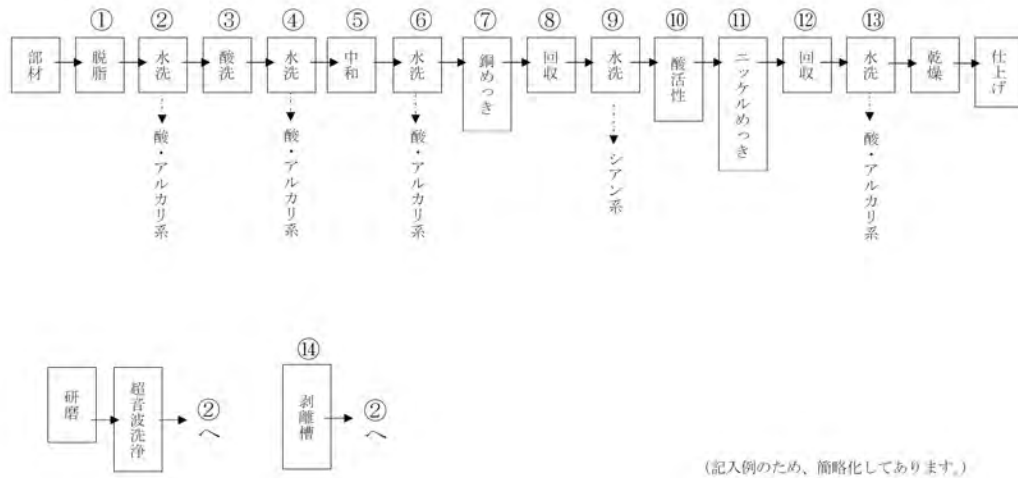 ①
②
③
④
⑤
⑥
⑦
⑧
⑨
⑩
⑪
⑫
⑬
部材
脱脂
水洗
酸洗
水洗
中和
水洗
銅めっき
回収
水洗
酸活性
ニッケルめっき
回収
水洗
乾燥
仕上げ
酸・アルカリ系
酸・アルカリ系
酸・アルカリ系
シアン系
酸・アルカリ系
研磨
超音波洗浄
②へ
⑭
剥離槽
②へ
(記入例のため、簡略化してあります。)